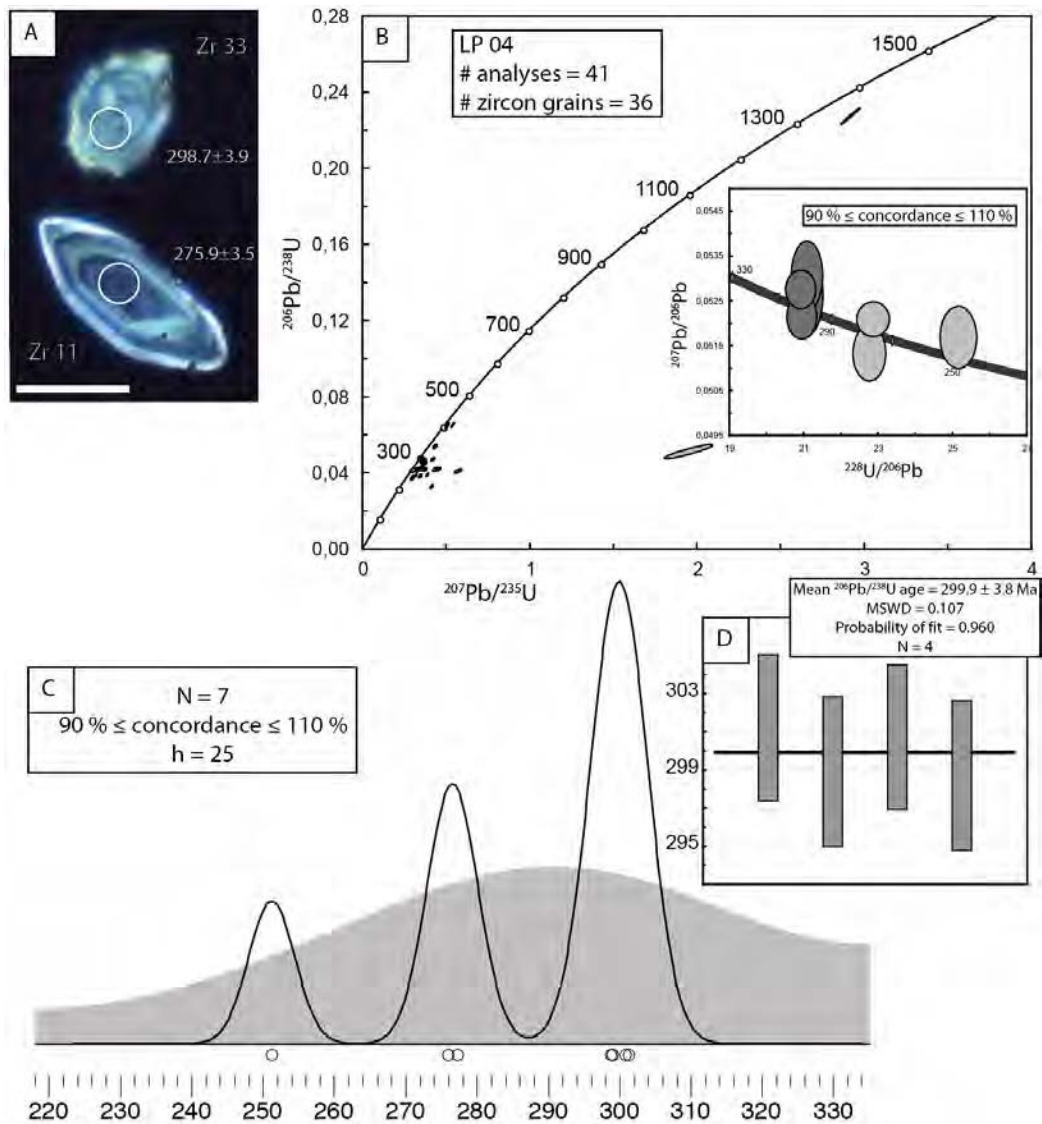 A
Zr 33
298.7±3.9
275.9±3.5
Zr 11
B
LP 04
# analyses = 41
# zircon grains = 36
0,28
0,24
0,20
0,16
0,12
0,08
0,04
0,00
²⁰⁶Pb/²³⁸U
300
500
700
900
1100
1300
1500
0
1
2
3
4
²⁰⁷Pb/²³⁵U
90 % ≤ concordance ≤ 110 %
0,0545
0,0535
0,0625
0,0515
0,0505
0,0495
²⁰⁷Pb/²⁰⁶Pb
330
290
250
19
21
23
25
²²⁸U/²⁰⁶Pb
C
N = 7
90 % ≤ concordance ≤ 110 %
h = 25
220 230 240 250 260 270 280 290 300 310 320 330
D
Mean ²⁰⁶Pb/²³⁸U age = 299.9 ± 3.8 Ma
MSWD = 0.107
Probability of fit = 0.960
N = 4
303
299
295